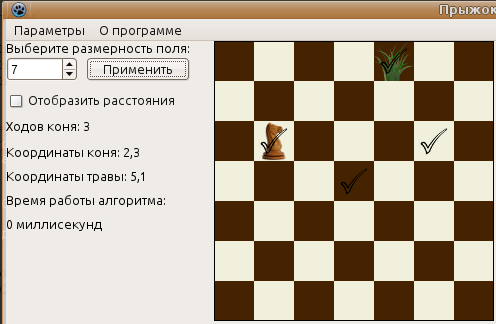 Прыжок
Параметры О программе
Выберите размерность поля:
7 Применить
Отобразить расстояния
Ходов коня: 3
Координаты коня: 2,3
Координаты травы: 5,1
Время работы алгоритма:
0 миллисекунд